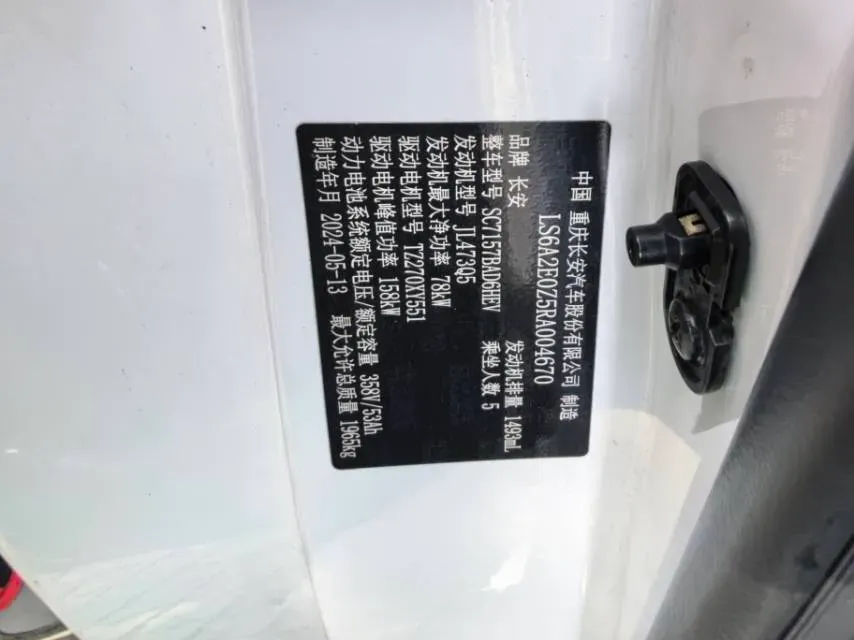 中国 重庆长安汽车股份有限公司 制造
LS6A2E0Z5RA004670
品牌 长安 发动机排量 1493mL
整车型号 SC7157BAD6HEV 乘坐人数 5
发动机型号 JL473Q5
发动机最大净功率 78kW
驱动电机型号 TZ270XY551
驱动电机峰值功率 158kW
动力电池系统额定电压/额定容量 358V/53Ah
制造年月 2024-05-13 最大允许总质量 1965kg